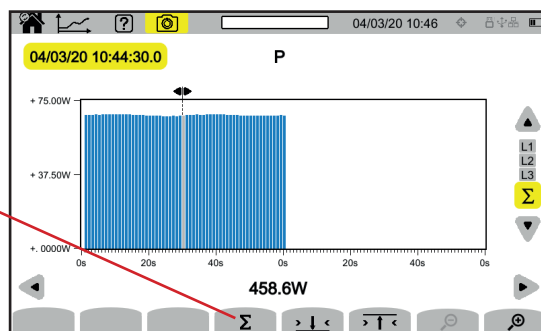 ? 04/03/20 10:46
04/03/20 10:44:30.0 P
+ 75.00W
+ 37.50W
+. 0000W
0s 20s 40s 0s 20s 40s 0s
L1
L2
L3
Σ
458.6W
Σ